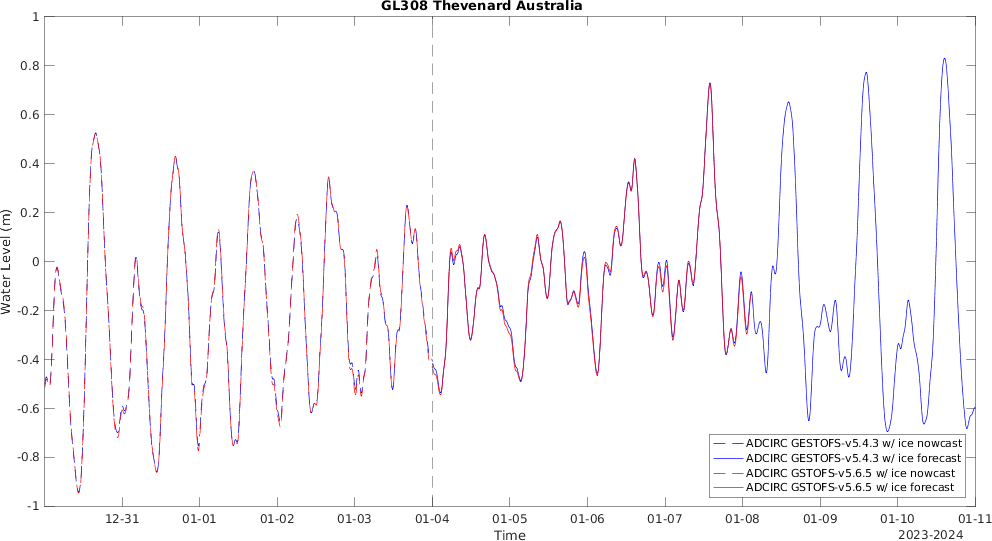 GL308 Thevenard Australia
Water Level (m)
1
0.8
0.6
0.4
0.2
0
-0.2
-0.4
-0.6
-0.8
-1
12-31 01-01 01-02 01-03 01-04 01-05 01-06 01-07 01-08 01-09 01-10 01-11
Time
2023-2024
ADCIRC GESTOFS-v5.4.3 w/ ice nowcast
ADCIRC GESTOFS-v5.4.3 w/ ice forecast
ADCIRC GSTOFS-v5.6.5 w/ ice nowcast
ADCIRC GSTOFS-v5.6.5 w/ ice forecast